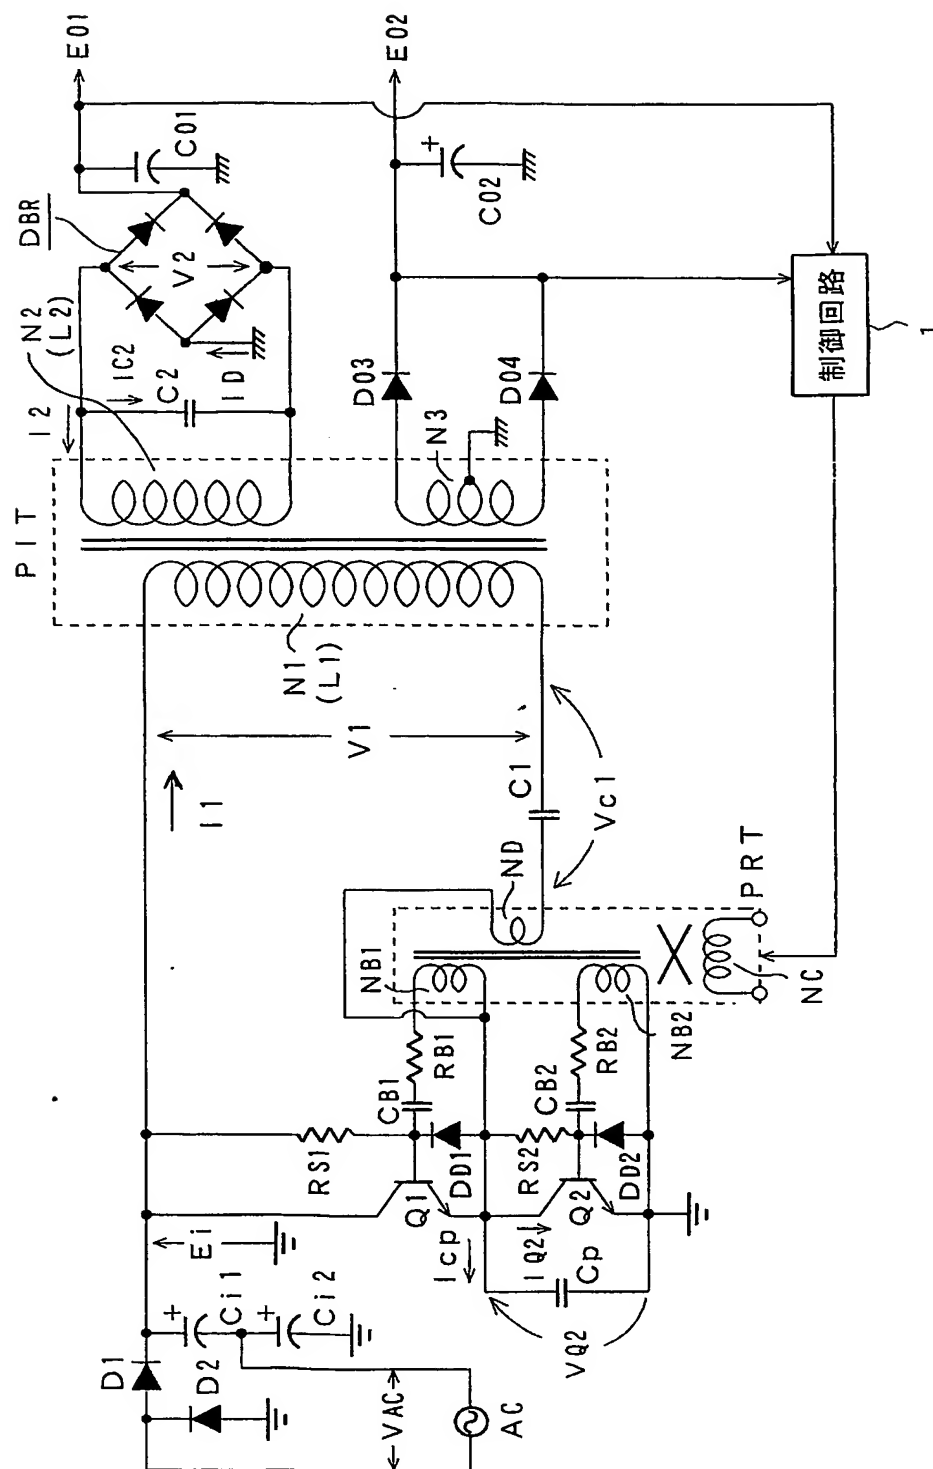 E01
E02
C01
+
C02
DBR
V2
N2
(L2)
IC2
C2
ID
I2
D03
D04
N3
制御回路
1
PIT
N1
(L1)
V1
I1
C1
Vc1
ND
PRT
NC
NB1
NB2
RB1
RB2
CB1
CB2
RS1
DD1
RS2
DD2
Q1
Q2
Icp
IQ2
Cp
VQ2
Ei
+
Ci1
+
Ci2
D1
D2
VAC
AC